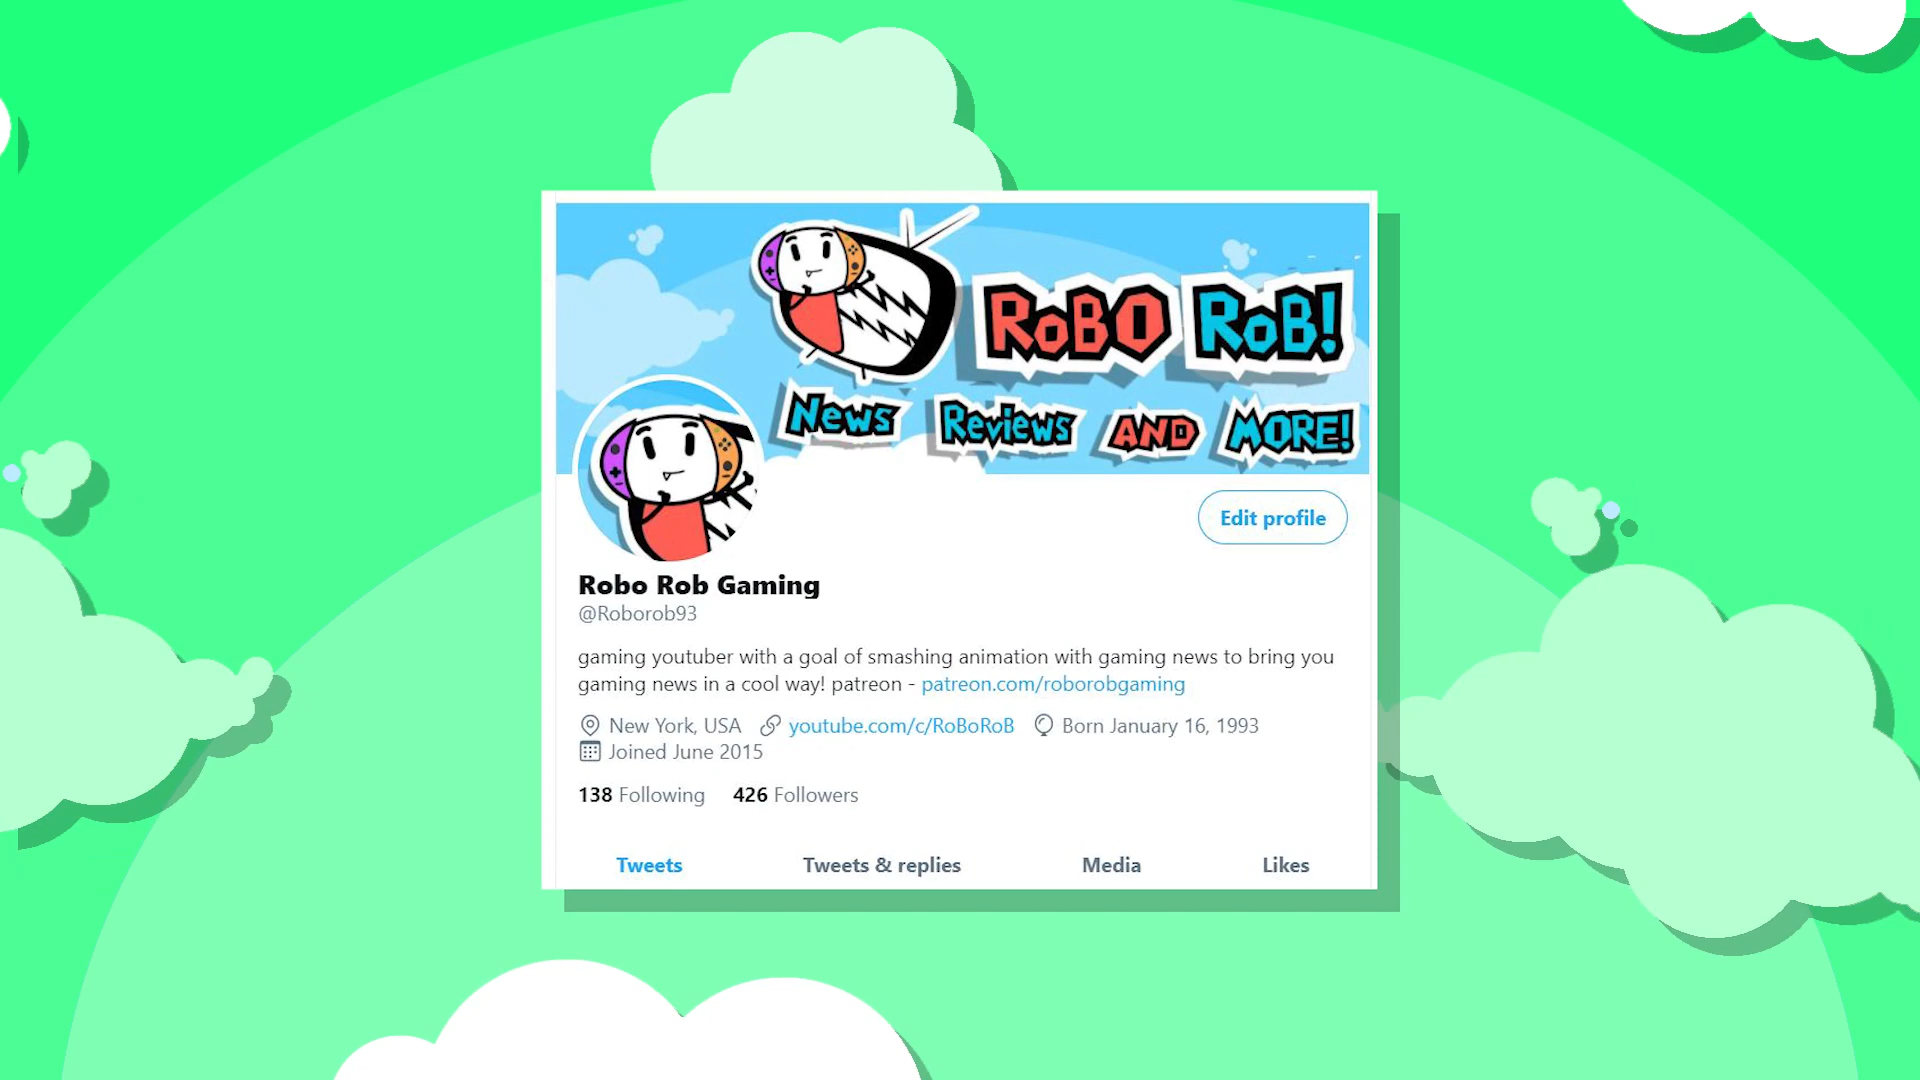 RoBO RoB!
News Reviews AND MORE!
Edit profile
Robo Rob Gaming
@Roborob93
gaming youtuber with a goal of smashing animation with gaming news to bring you
gaming news in a cool way! patreon - patreon.com/roborobgaming
New York, USA youtube.com/c/RoBoRoB Born January 16, 1993
Joined June 2015
138 Following 426 Followers
Tweets Tweets & replies Media Likes